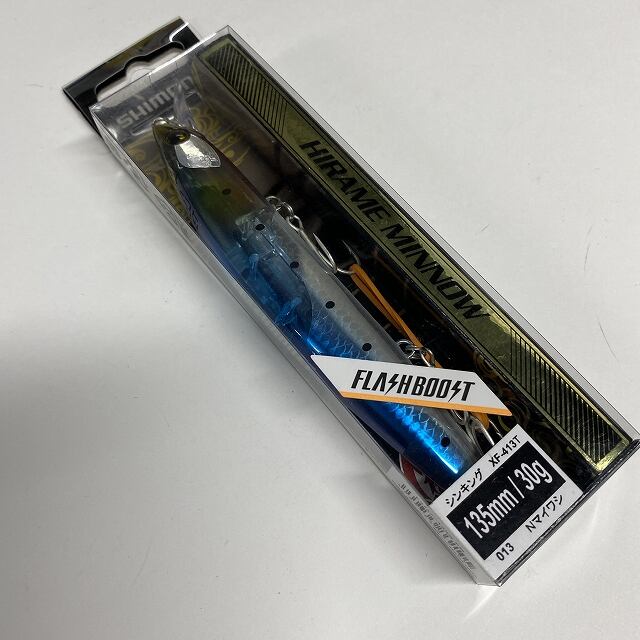 SHIMANO
HIRAME MINNOW
FLASHBOOST
シンキング XF-413T
135mm / 30g
013 Nマイワシ